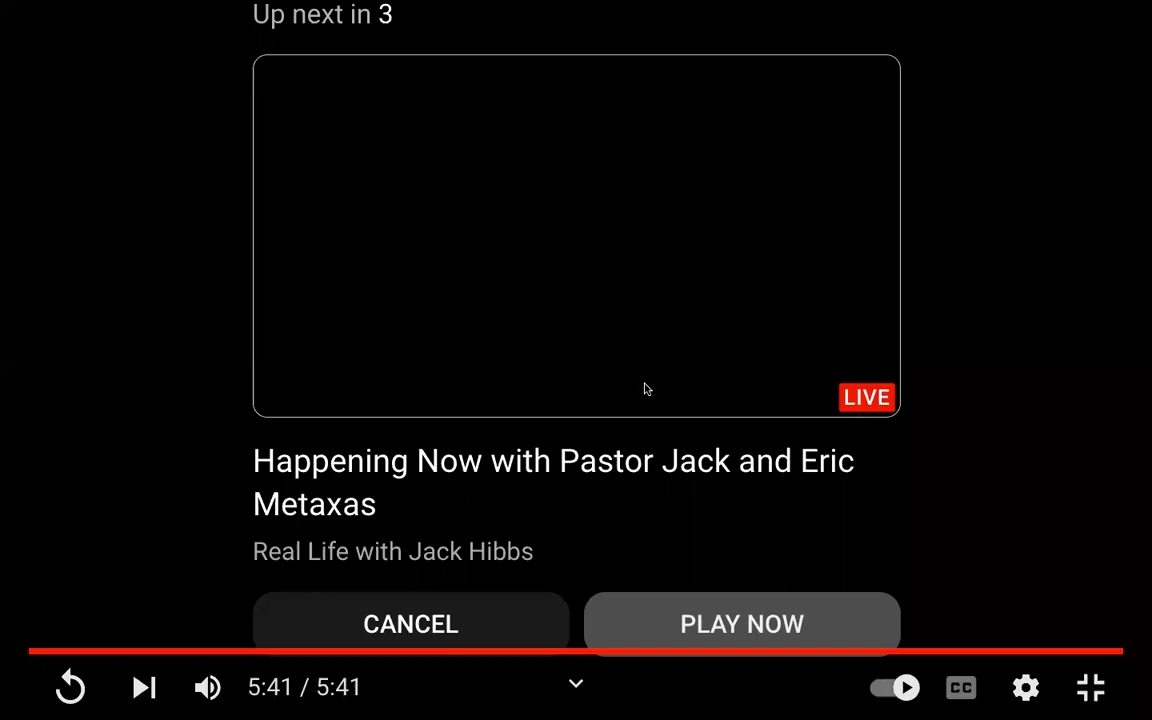 Up next in 3
LIVE
Happening Now with Pastor Jack and Eric
Metaxas
Real Life with Jack Hibbs
CANCEL
PLAY NOW
5:41 / 5:41
CC